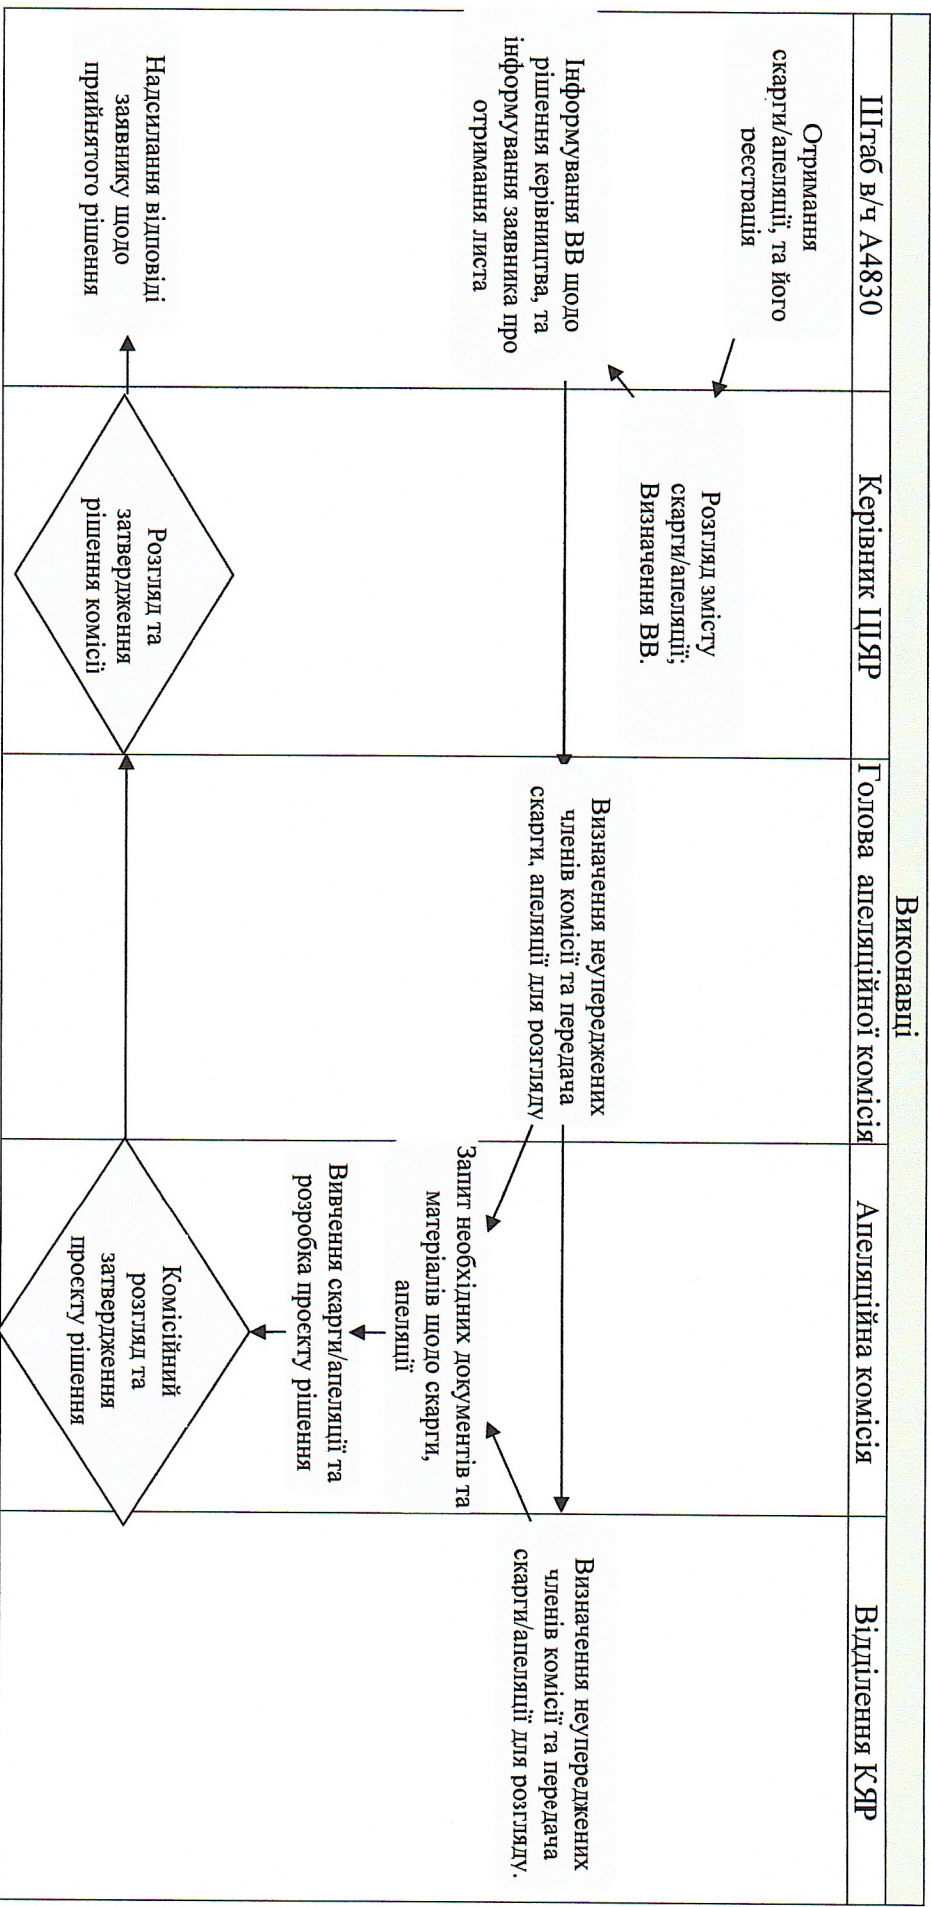 Виконавці
Штаб в/ч А4830
Керівник ЦЯР
Голова апеляційної комісія
Апеляційна комісія
Відділення КЯР
Отримання
скарги/апеляції, та його
реєстрація
Розгляд змісту
скарги/апеляції;
Визначення ВВ.
Інформування ВВ щодо
рішення керівництва, та
інформування заявника про
отримання листа
Визначення неупереджених
членів комісії та передача
скарги, апеляції для розгляду
Визначення неупереджених
членів комісії та передача
скарги/апеляції для розгляду.
Запит необхідних документів та
матеріалів щодо скарги,
апеляції
Вивчення скарги/апеляції та
розробка проєкту рішення
Комісійний
розгляд та
затвердження
проєкту рішення
Розгляд та
затвердження
рішення комісії
Надсилання відповіді
заявнику щодо
прийнятого рішення